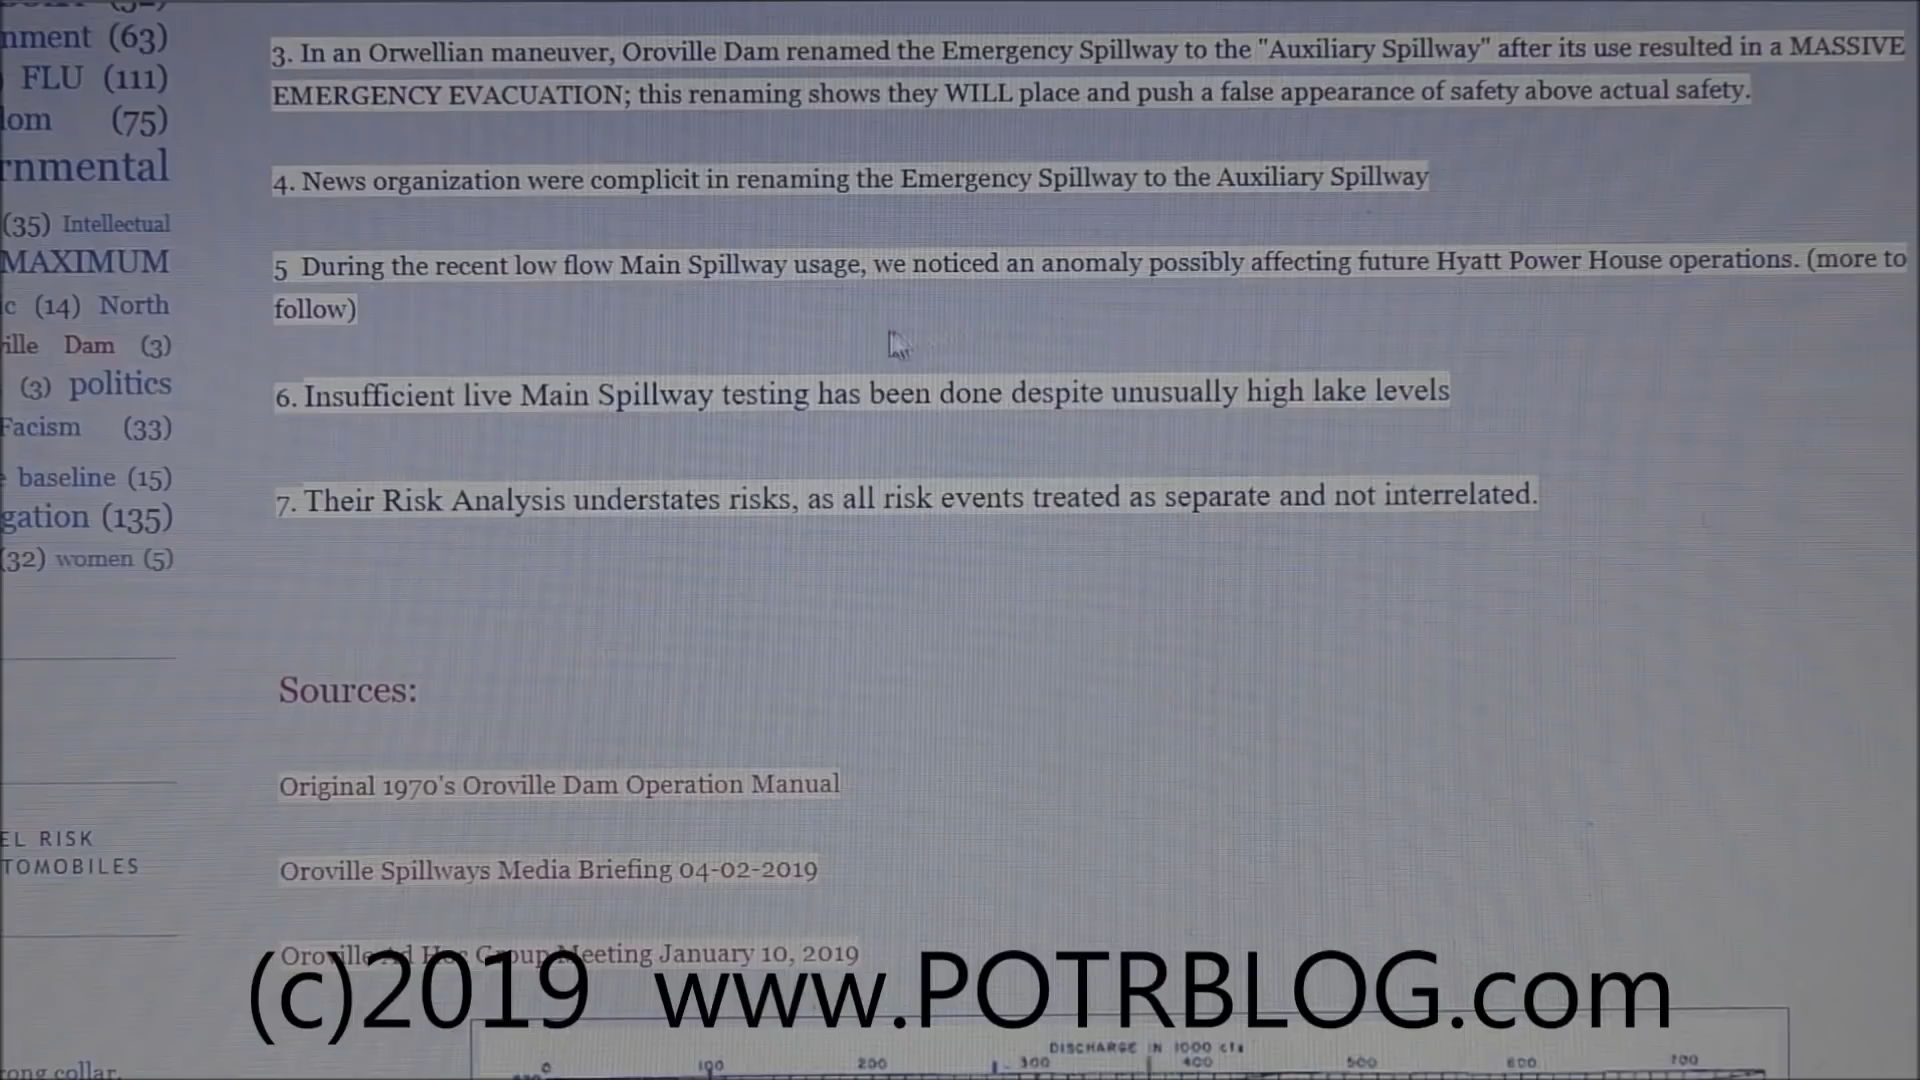 nment (63)
FLU (111)
dom (75)
rnmental
(35) Intellectual
MAXIMUM
c (14) North
ille Dam (3)
(3) politics
Facism (33)
baseline (15)
gation (135)
(32) women (5)
EL RISK
TOMOBILES
ong collar.
3. In an Orwellian maneuver, Oroville Dam renamed the Emergency Spillway to the "Auxiliary Spillway" after its use resulted in a MASSIVE
EMERGENCY EVACUATION; this renaming shows they WILL place and push a false appearance of safety above actual safety.
4. News organization were complicit in renaming the Emergency Spillway to the Auxiliary Spillway
5 During the recent low flow Main Spillway usage, we noticed an anomaly possibly affecting future Hyatt Power House operations. (more to
follow)
6. Insufficient live Main Spillway testing has been done despite unusually high lake levels
7. Their Risk Analysis understates risks, as all risk events treated as separate and not interrelated.
Sources:
Original 1970's Oroville Dam Operation Manual
Oroville Spillways Media Briefing 04-02-2019
Oroville Ad Hoc Group Meeting January 10, 2019
(c)2019 www.POTRBLOG.com
DISCHARGE IN 1000 cfs
0 100 200 300 400 500 600 700